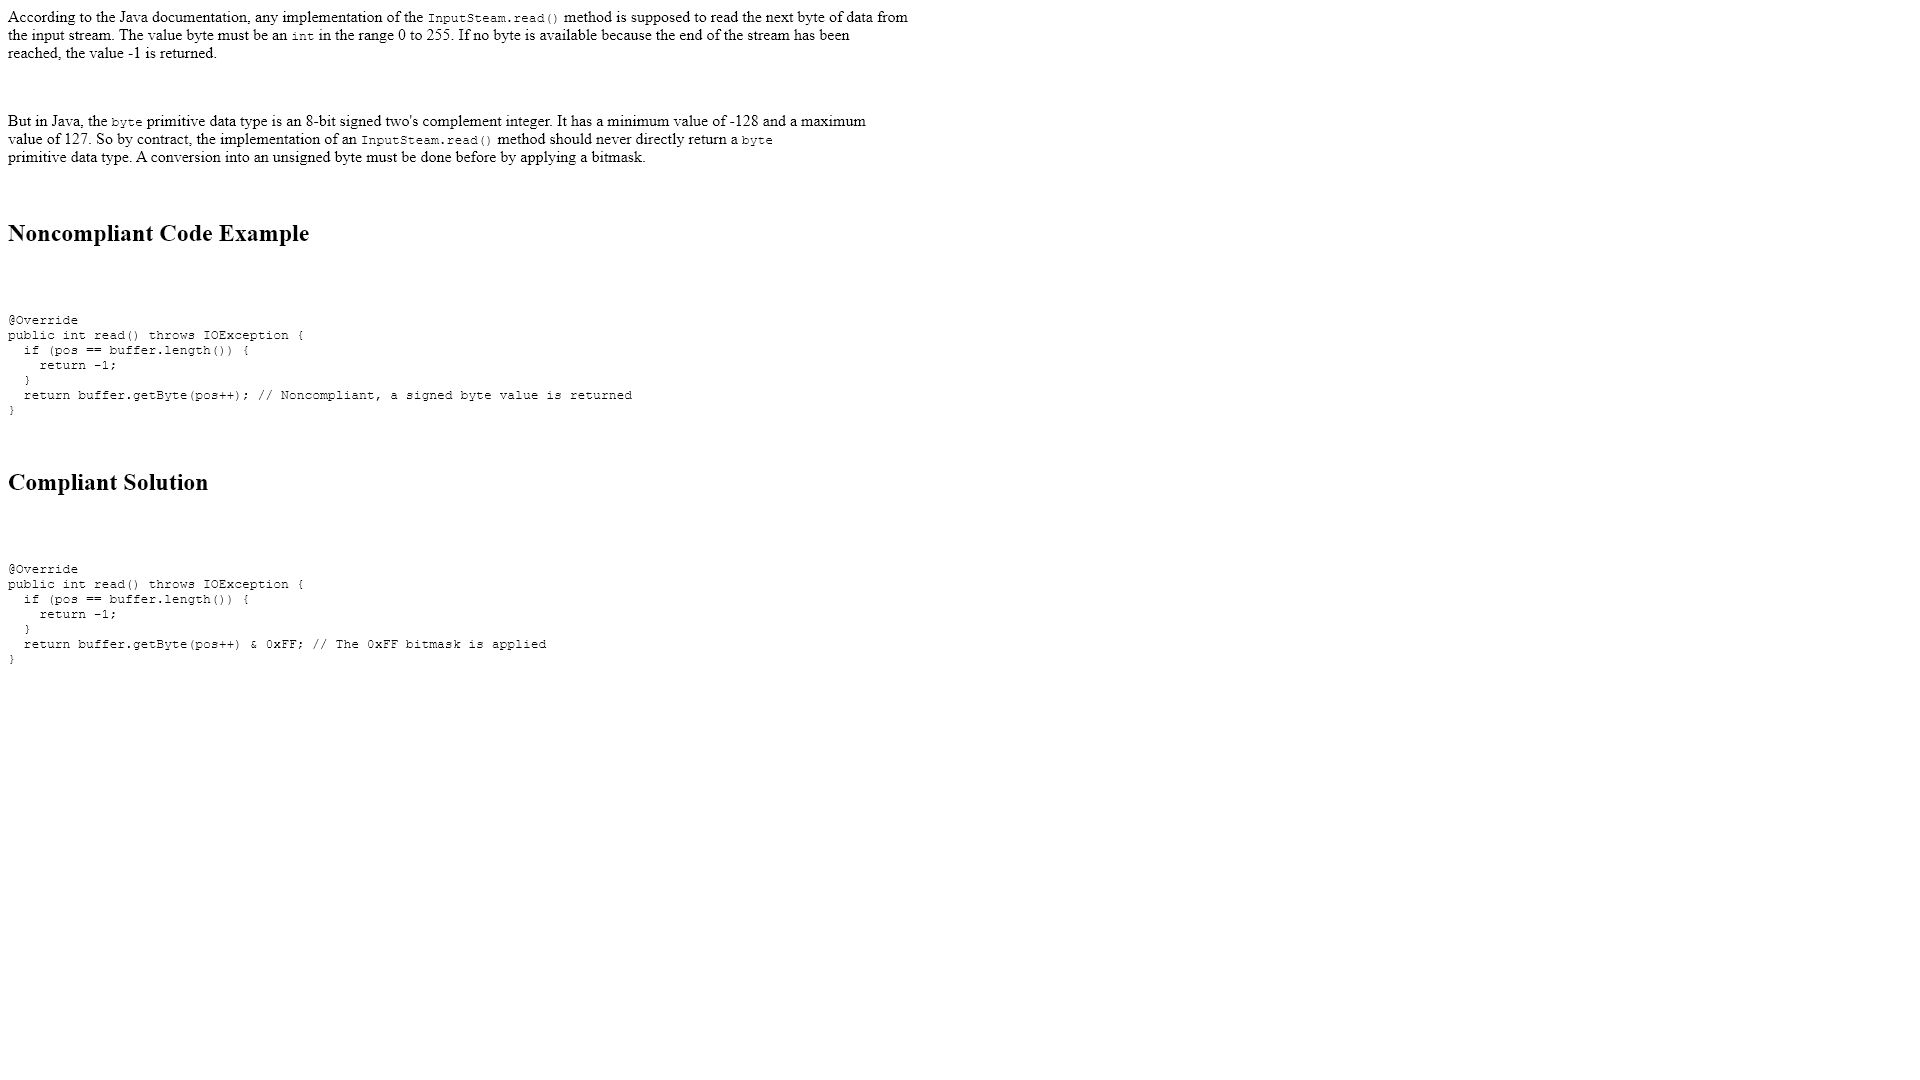 According to the Java documentation, any implementation of the InputSteam.read() method is supposed to read the next byte of data from
the input stream. The value byte must be an int in the range 0 to 255. If no byte is available because the end of the stream has been
reached, the value -1 is returned.
But in Java, the byte primitive data type is an 8-bit signed two's complement integer. It has a minimum value of -128 and a maximum
value of 127. So by contract, the implementation of an InputSteam.read() method should never directly return a byte
primitive data type. A conversion into an unsigned byte must be done before by applying a bitmask.
Noncompliant Code Example
@Override
public int read() throws IOException {
  if (pos == buffer.length()) {
    return -1;
  }
  return buffer.getByte(pos++); // Noncompliant, a signed byte value is returned
}
Compliant Solution
@Override
public int read() throws IOException {
  if (pos == buffer.length()) {
    return -1;
  }
  return buffer.getByte(pos++) & 0xFF; // The 0xFF bitmask is applied
}